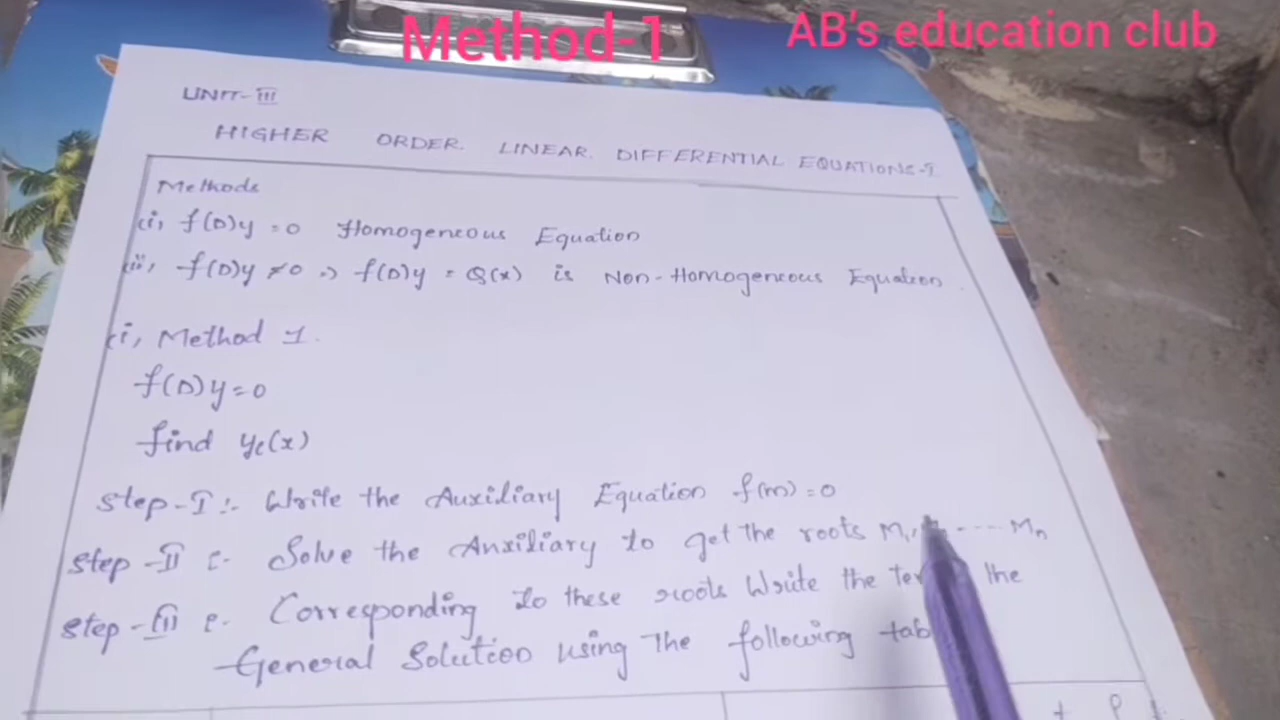 Method-1
AB's education club
UNIT-III
HIGHER ORDER. LINEAR. DIFFERENTIAL EQUATIONS-I
Methods
(i, f(D)y = 0 Homogeneous Equation
(ii, f(D)y ≠ 0 ⇒ f(D)y = Q(x) is Non-Homogeneous Equation
(i, Method 1.
f(D)y=0
find yc(x)
Step-I :- Write the Auxidiary Equation f(m)=0
Step-II :- Solve the Anxiliary to get the roots M1, ---- Mn
Step-III :- Corresponding to these roots Write the the
General Solution using The following